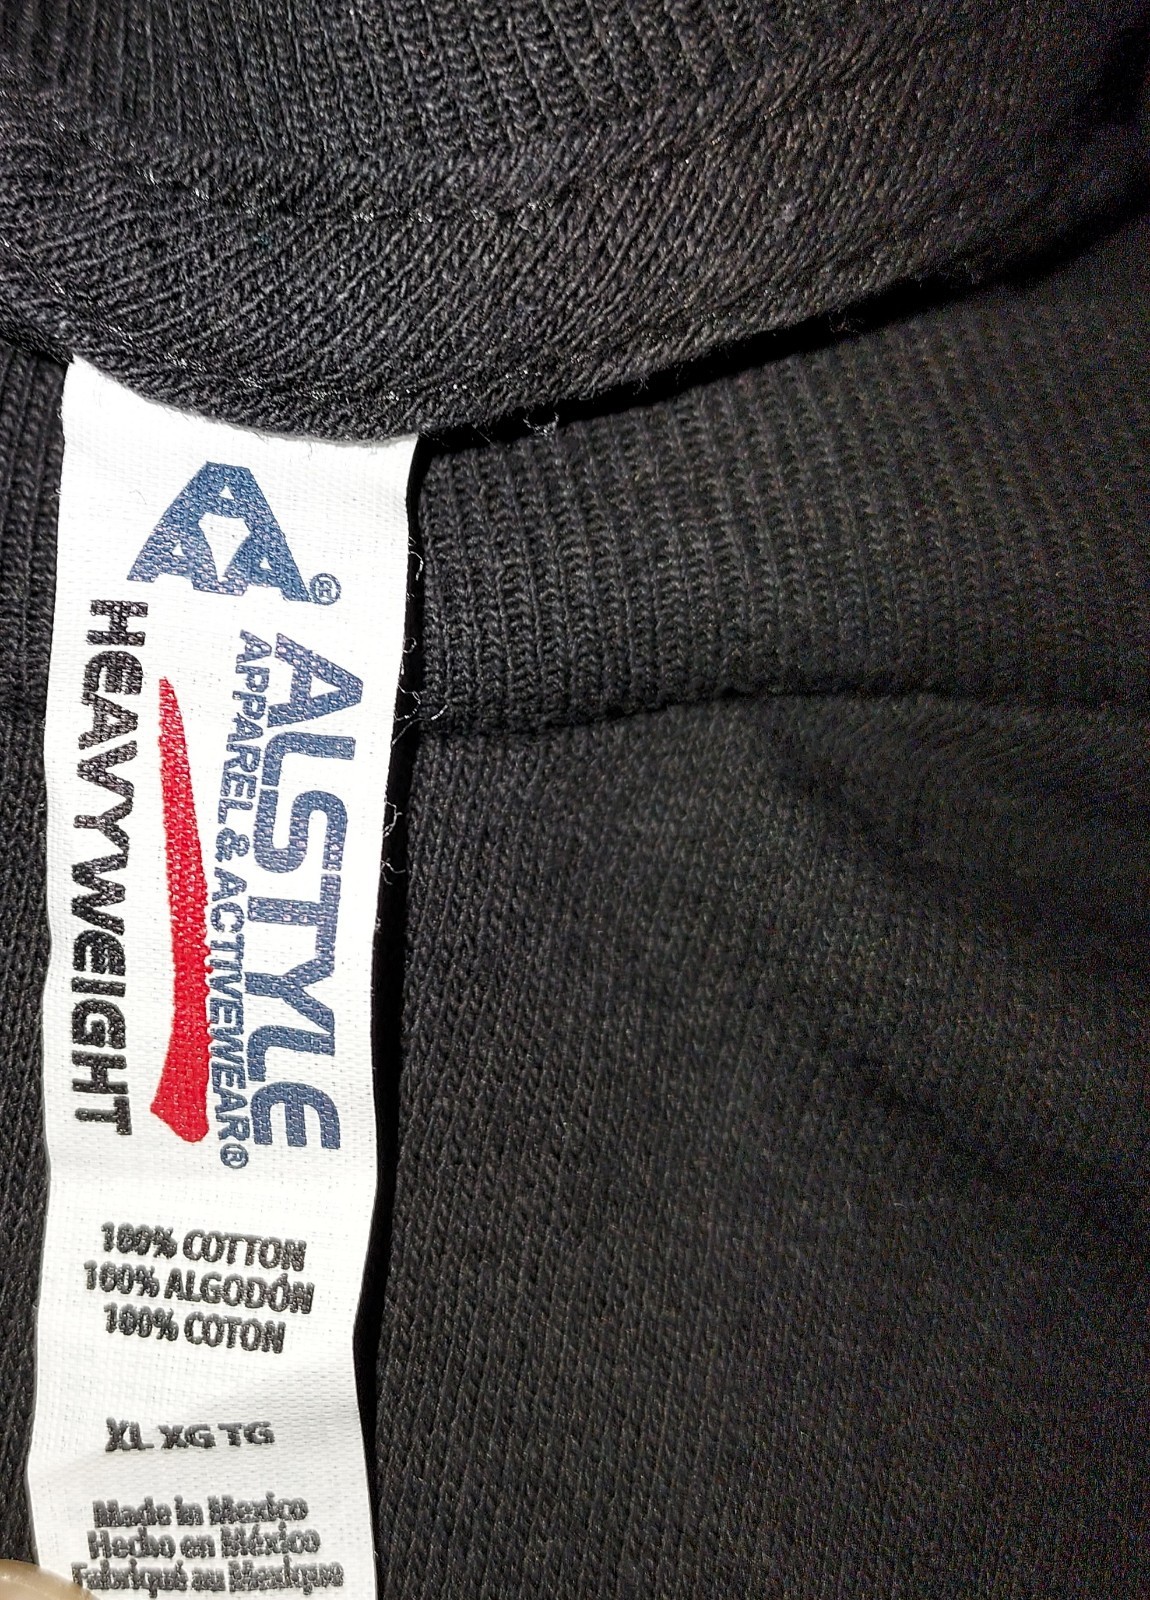 AAA®
ALSTYLE
APPAREL & ACTIVEWEAR®
HEAVYWEIGHT
100% COTTON
100% ALGODÓN
100% COTON
XL XG TG
Made in Mexico
Hecho en México
Fabriqué au Mexique